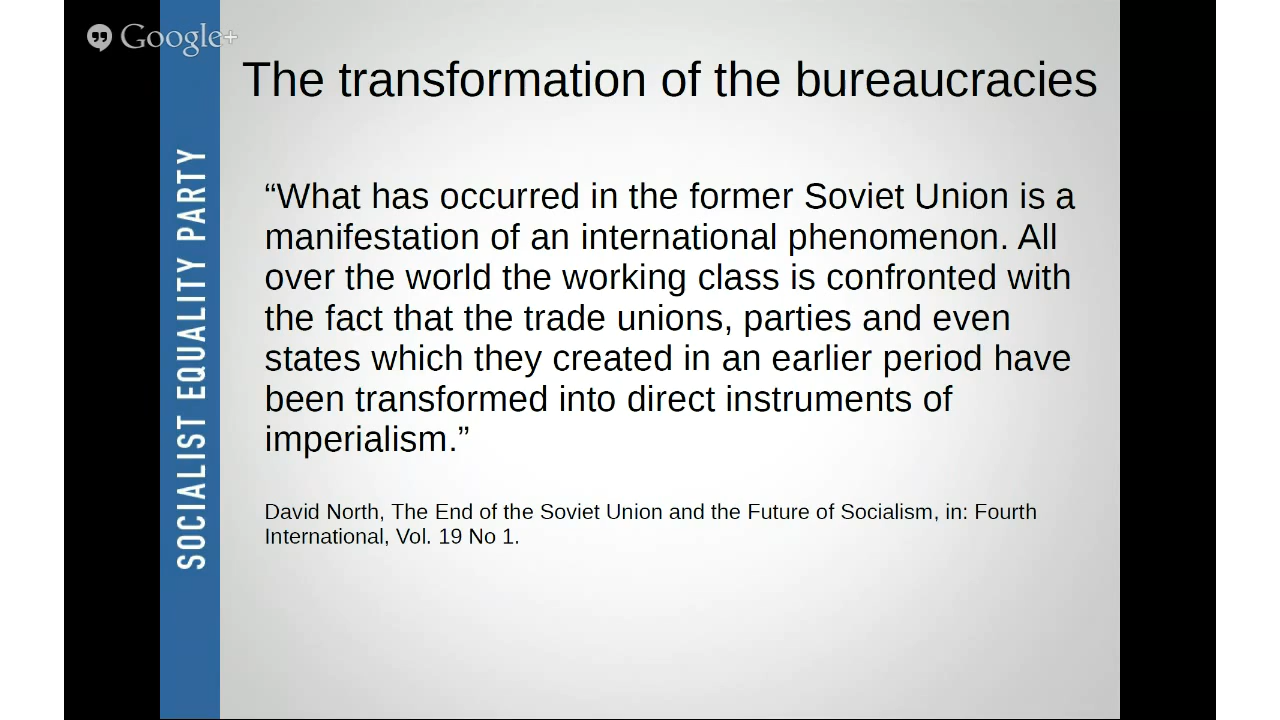 Google+
The transformation of the bureaucracies
SOCIALIST EQUALITY PARTY
“What has occurred in the former Soviet Union is a
manifestation of an international phenomenon. All
over the world the working class is confronted with
the fact that the trade unions, parties and even
states which they created in an earlier period have
been transformed into direct instruments of
imperialism.”
David North, The End of the Soviet Union and the Future of Socialism, in: Fourth
International, Vol. 19 No 1.